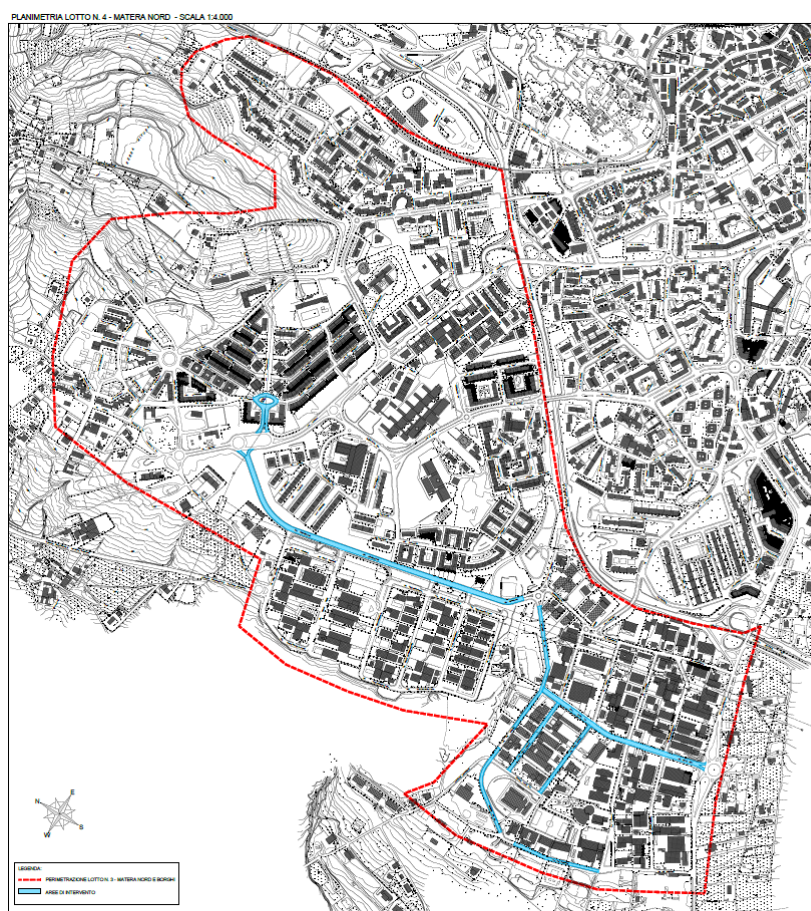 PLANIMETRIA LOTTO N. 4 - MATERA NORD - SCALA 1:4.000
N
E
W
S
LEGENDA:
PERIMETRAZIONE LOTTO N. 3 - MATERA NORD E BORGHI
AREE DI INTERVENTO